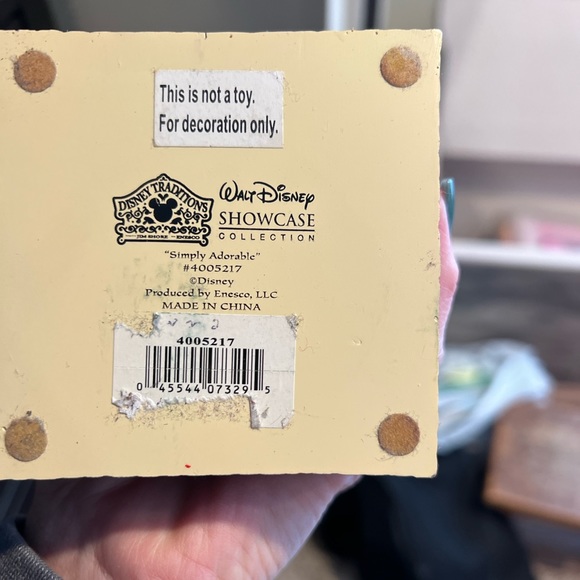 This is not a toy.
For decoration only.
DISNEY TRADITIONS
JIM SHORE ENESCO
WALT DISNEY
SHOWCASE
COLLECTION
"Simply Adorable"
#4005217
©Disney
Produced by Enesco, LLC
MADE IN CHINA
4005217
0 45544 07329 5